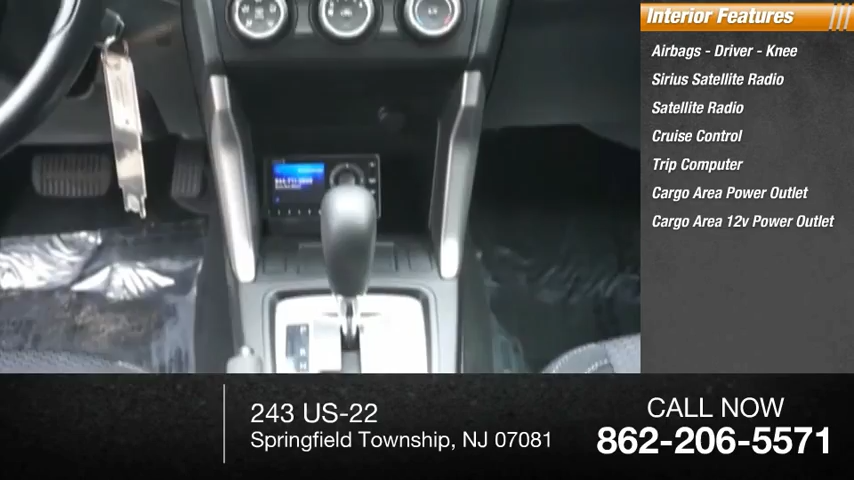 Interior Features
Airbags - Driver - Knee
Sirius Satellite Radio
Satellite Radio
Cruise Control
Trip Computer
Cargo Area Power Outlet
Cargo Area 12v Power Outlet
243 US-22
Springfield Township, NJ 07081
CALL NOW
862-206-5571